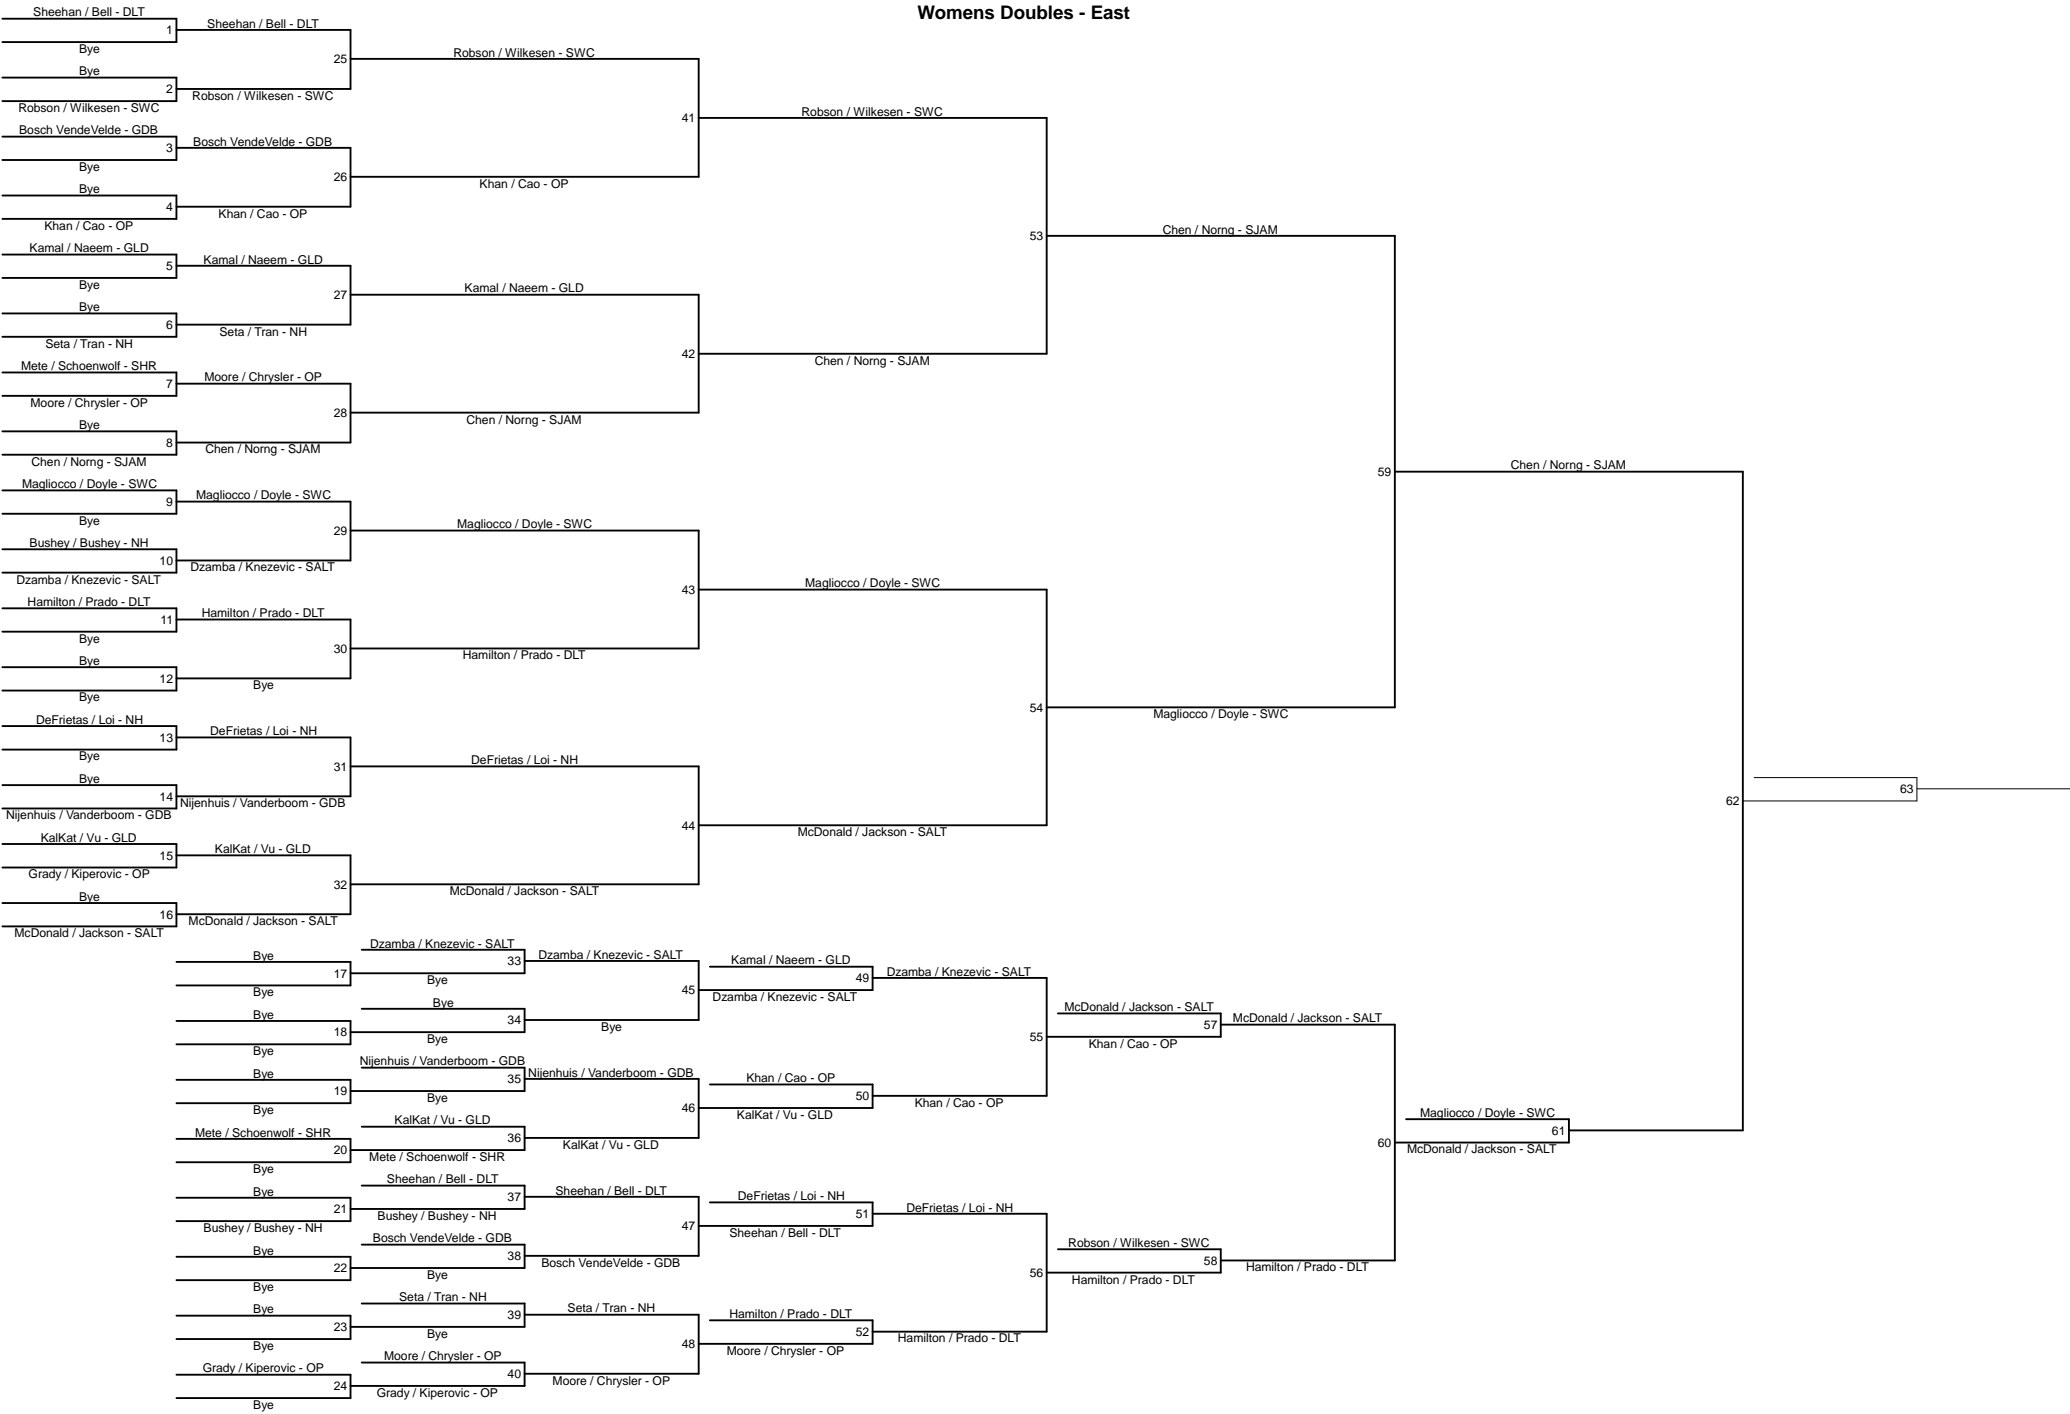 Womens Doubles - East
Sheehan / Bell - DLT
1
Bye
Bye
2
Robson / Wilkesen - SWC
Bosch VendeVelde - GDB
3
Bye
Bye
4
Khan / Cao - OP
Kamal / Naeem - GLD
5
Bye
Bye
6
Seta / Tran - NH
Mete / Schoenwolf - SHR
7
Moore / Chrysler - OP
Bye
8
Chen / Norng - SJAM
Magliocco / Doyle - SWC
9
Bye
Bushey / Bushey - NH
10
Dzamba / Knezevic - SALT
Hamilton / Prado - DLT
11
Bye
Bye
12
Bye
DeFrietas / Loi - NH
13
Bye
Bye
14
Nijenhuis / Vanderboom - GDB
KalKat / Vu - GLD
15
Grady / Kiperovic - OP
Bye
16
McDonald / Jackson - SALT
Sheehan / Bell - DLT
25
Robson / Wilkesen - SWC
Bosch VendeVelde - GDB
26
Khan / Cao - OP
Kamal / Naeem - GLD
27
Seta / Tran - NH
Moore / Chrysler - OP
28
Chen / Norng - SJAM
Magliocco / Doyle - SWC
29
Dzamba / Knezevic - SALT
Hamilton / Prado - DLT
30
Bye
DeFrietas / Loi - NH
31
Nijenhuis / Vanderboom - GDB
KalKat / Vu - GLD
32
McDonald / Jackson - SALT
Robson / Wilkesen - SWC
41
Khan / Cao - OP
Kamal / Naeem - GLD
42
Chen / Norng - SJAM
Magliocco / Doyle - SWC
43
Hamilton / Prado - DLT
DeFrietas / Loi - NH
44
McDonald / Jackson - SALT
Robson / Wilkesen - SWC
53
Chen / Norng - SJAM
Magliocco / Doyle - SWC
54
McDonald / Jackson - SALT
Chen / Norng - SJAM
59
Magliocco / Doyle - SWC
Chen / Norng - SJAM
62
63
Bye
17
Bye
Bye
18
Bye
Bye
19
Bye
Mete / Schoenwolf - SHR
20
Bye
Bye
21
Bushey / Bushey - NH
Bye
22
Bye
Bye
23
Bye
Grady / Kiperovic - OP
24
Bye
Dzamba / Knezevic - SALT
33
Bye
Bye
34
Bye
Nijenhuis / Vanderboom - GDB
35
Bye
KalKat / Vu - GLD
36
Mete / Schoenwolf - SHR
Sheehan / Bell - DLT
37
Bushey / Bushey - NH
Bosch VendeVelde - GDB
38
Bye
Seta / Tran - NH
39
Bye
Moore / Chrysler - OP
40
Grady / Kiperovic - OP
Dzamba / Knezevic - SALT
45
Bye
Nijenhuis / Vanderboom - GDB
46
KalKat / Vu - GLD
Sheehan / Bell - DLT
47
Bosch VendeVelde - GDB
Seta / Tran - NH
48
Moore / Chrysler - OP
Kamal / Naeem - GLD
49
Dzamba / Knezevic - SALT
Khan / Cao - OP
50
KalKat / Vu - GLD
DeFrietas / Loi - NH
51
Sheehan / Bell - DLT
Hamilton / Prado - DLT
52
Moore / Chrysler - OP
Dzamba / Knezevic - SALT
55
Khan / Cao - OP
DeFrietas / Loi - NH
56
Hamilton / Prado - DLT
McDonald / Jackson - SALT
57
Khan / Cao - OP
Robson / Wilkesen - SWC
58
Hamilton / Prado - DLT
McDonald / Jackson - SALT
60
Hamilton / Prado - DLT
Magliocco / Doyle - SWC
61
McDonald / Jackson - SALT